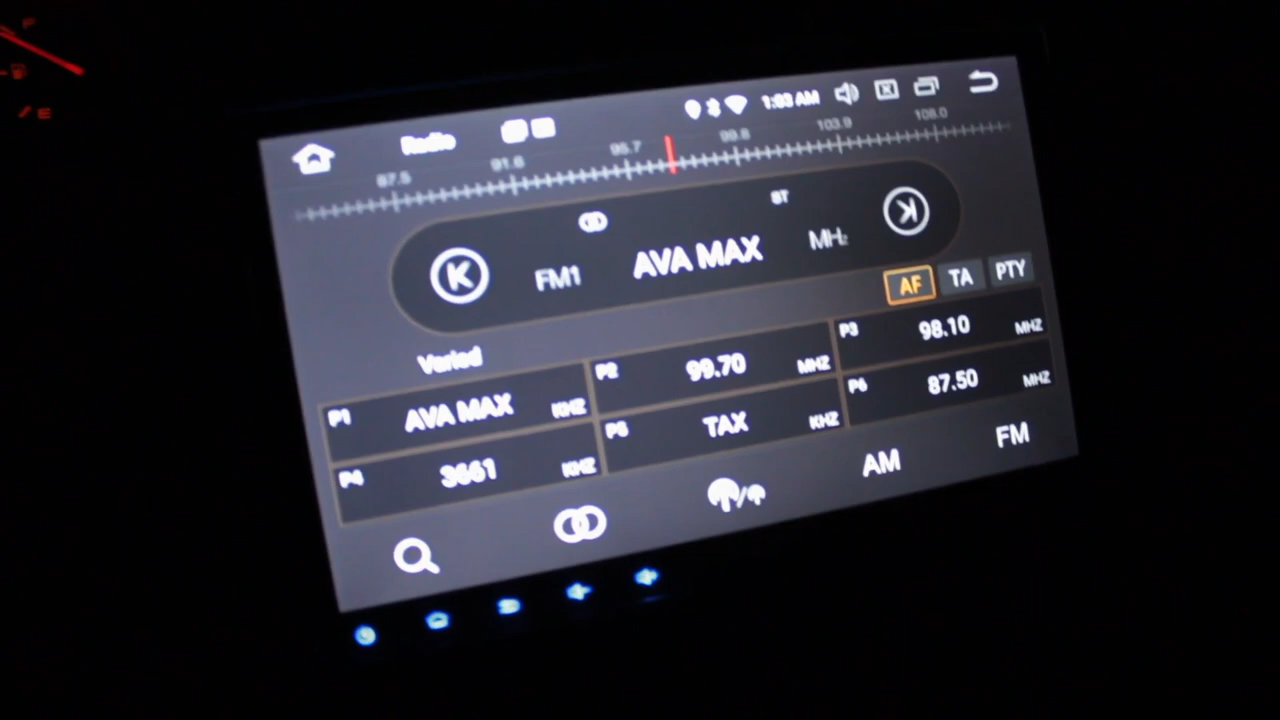 F
E
Radio
1:03 AM
87.5 91.6 95.7 99.8 103.9 108.0
ST
FM1 AVA MAX MHz
AF TA PTY
Varied
P1 AVA MAX KHZ
P2 99.70 MHZ
P3 98.10 MHZ
P4 3661 KHZ
P5 TAX KHZ
P6 87.50 MHZ
AM FM